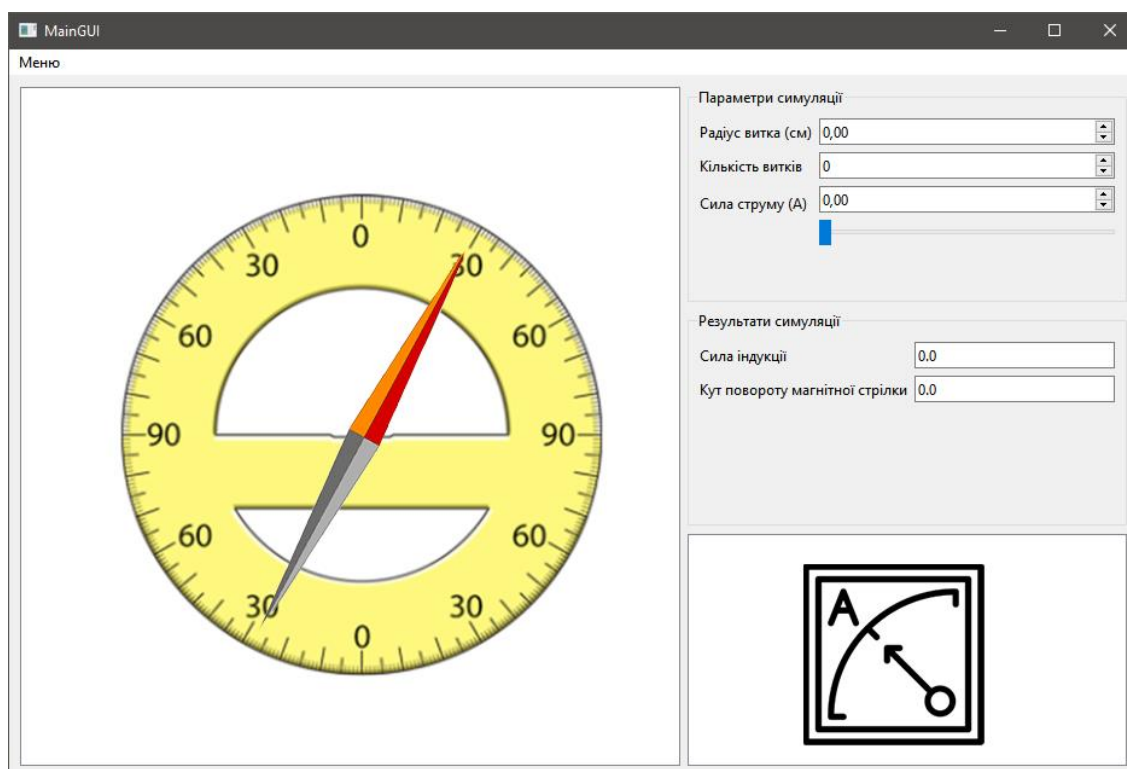 MainGUI
Меню
0
30
30
60
60
90
90
60
60
30
30
0
Параметри симуляції
Радіус витка (см) 0,00
Кількість витків 0
Сила струму (А) 0,00
Результати симуляції
Сила індукції 0.0
Кут повороту магнітної стрілки 0.0
A